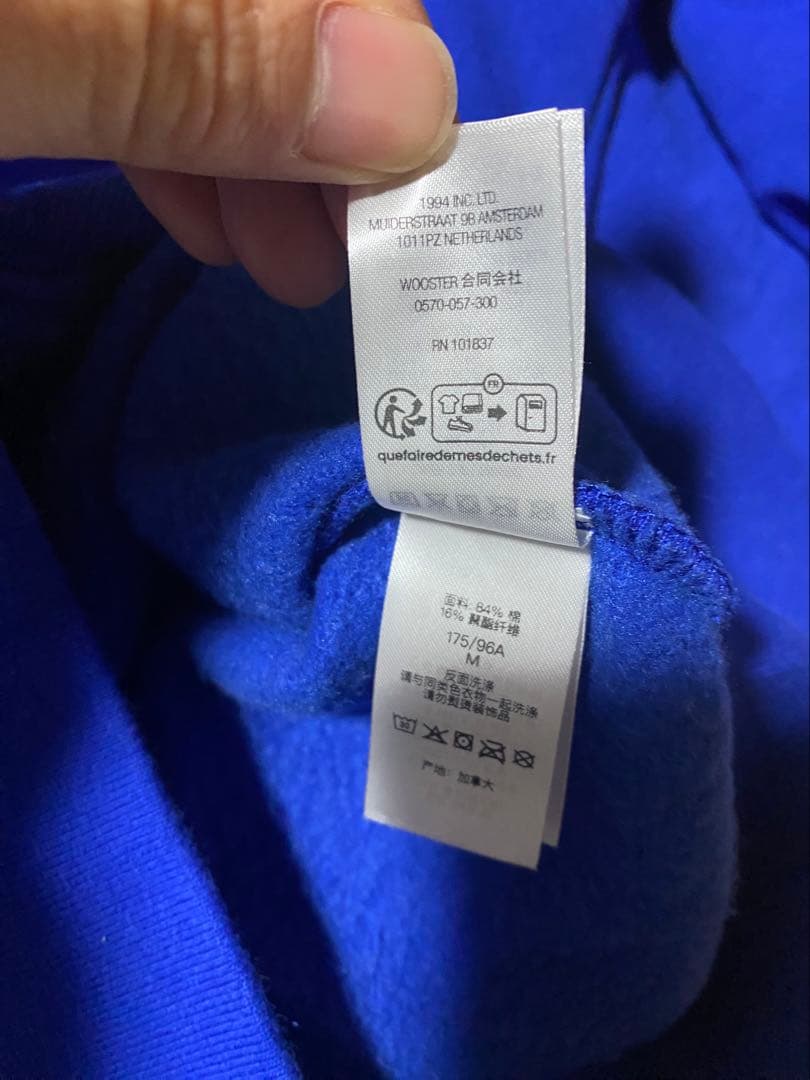 1994 INC. LTD.
MUIDERSTRAAT 9B AMSTERDAM
1011PZ NETHERLANDS
WOOSTER 合同会社
0570-057-300
RN 101837
FR
quefairedemesdechets.fr
面料: 84% 棉
16% 聚酯纤维
175/96A
M
反面洗涤
请与同类色衣物一起洗涤
请勿熨烫装饰品
30
产地: 加拿大